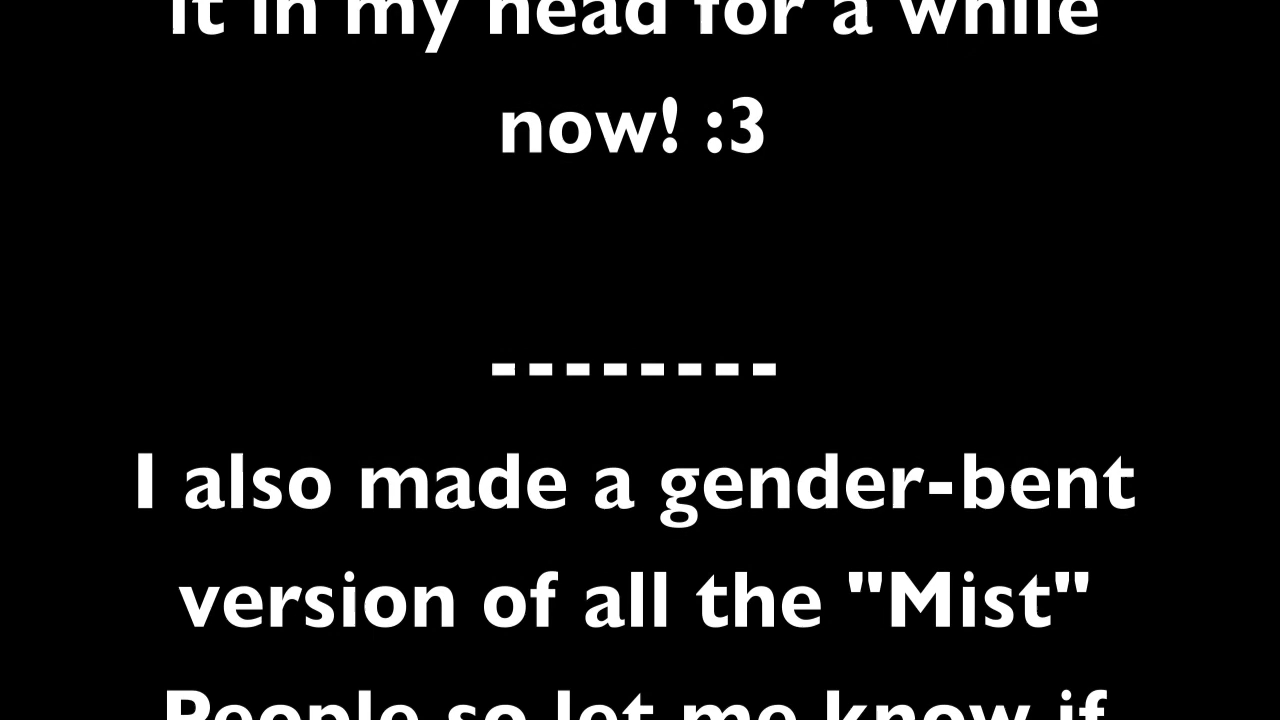 it in my head for a while
now! :3
--------
I also made a gender-bent
version of all the "Mist"
People so let me know if